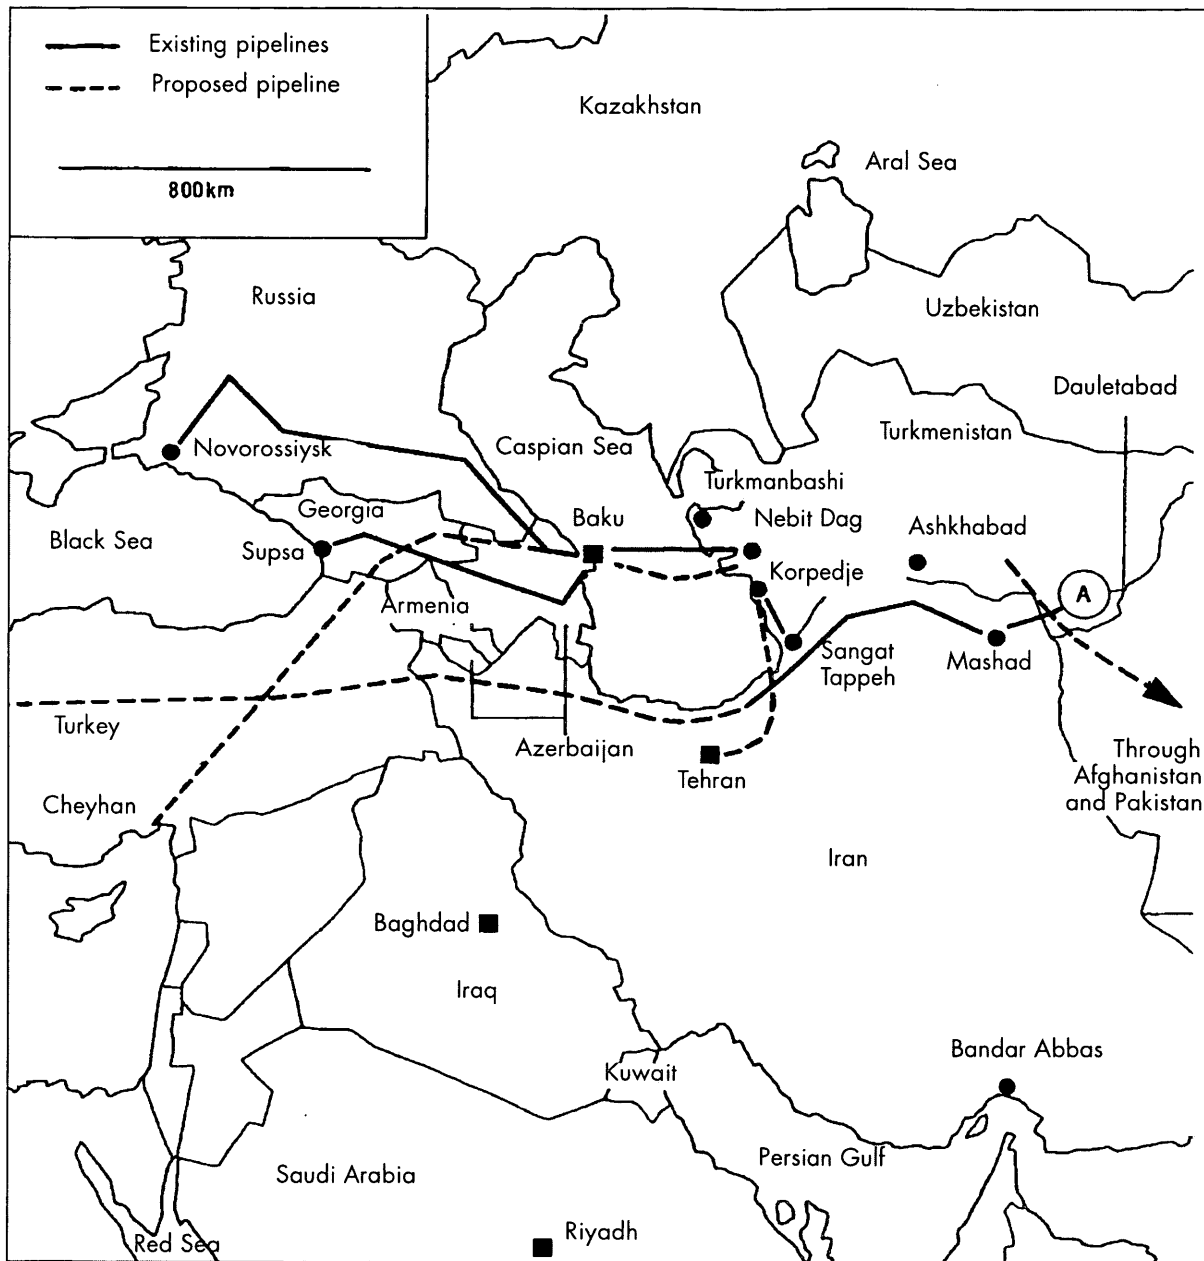 Existing pipelines
Proposed pipeline
800km
Kazakhstan
Aral Sea
Russia
Uzbekistan
Dauletabad
Novorossiysk
Caspian Sea
Turkmenistan
Turkmanbashi
Georgia
Baku
Nebit Dag
Ashkhabad
Black Sea
Supsa
Korpedje
A
Armenia
Sangat
Tappeh
Mashad
Turkey
Azerbaijan
Tehran
Through
Afghanistan
and Pakistan
Cheyhan
Iran
Baghdad
Iraq
Bandar Abbas
Kuwait
Persian Gulf
Saudi Arabia
Red Sea
Riyadh